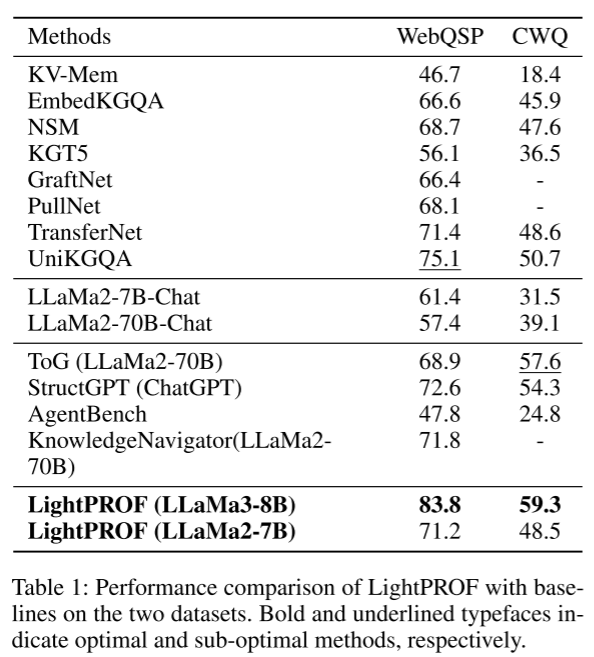 Methods WebQSP CWQ
KV-Mem 46.7 18.4
EmbedKGQA 66.6 45.9
NSM 68.7 47.6
KGT5 56.1 36.5
GraftNet 66.4 -
PullNet 68.1 -
TransferNet 71.4 48.6
UniKGQA 75.1 50.7
LLaMa2-7B-Chat 61.4 31.5
LLaMa2-70B-Chat 57.4 39.1
ToG (LLaMa2-70B) 68.9 57.6
StructGPT (ChatGPT) 72.6 54.3
AgentBench 47.8 24.8
KnowledgeNavigator(LLaMa2- 71.8 -
70B)
LightPROF (LLaMa3-8B) 83.8 59.3
LightPROF (LLaMa2-7B) 71.2 48.5
Table 1: Performance comparison of LightPROF with base-
lines on the two datasets. Bold and underlined typefaces in-
dicate optimal and sub-optimal methods, respectively.